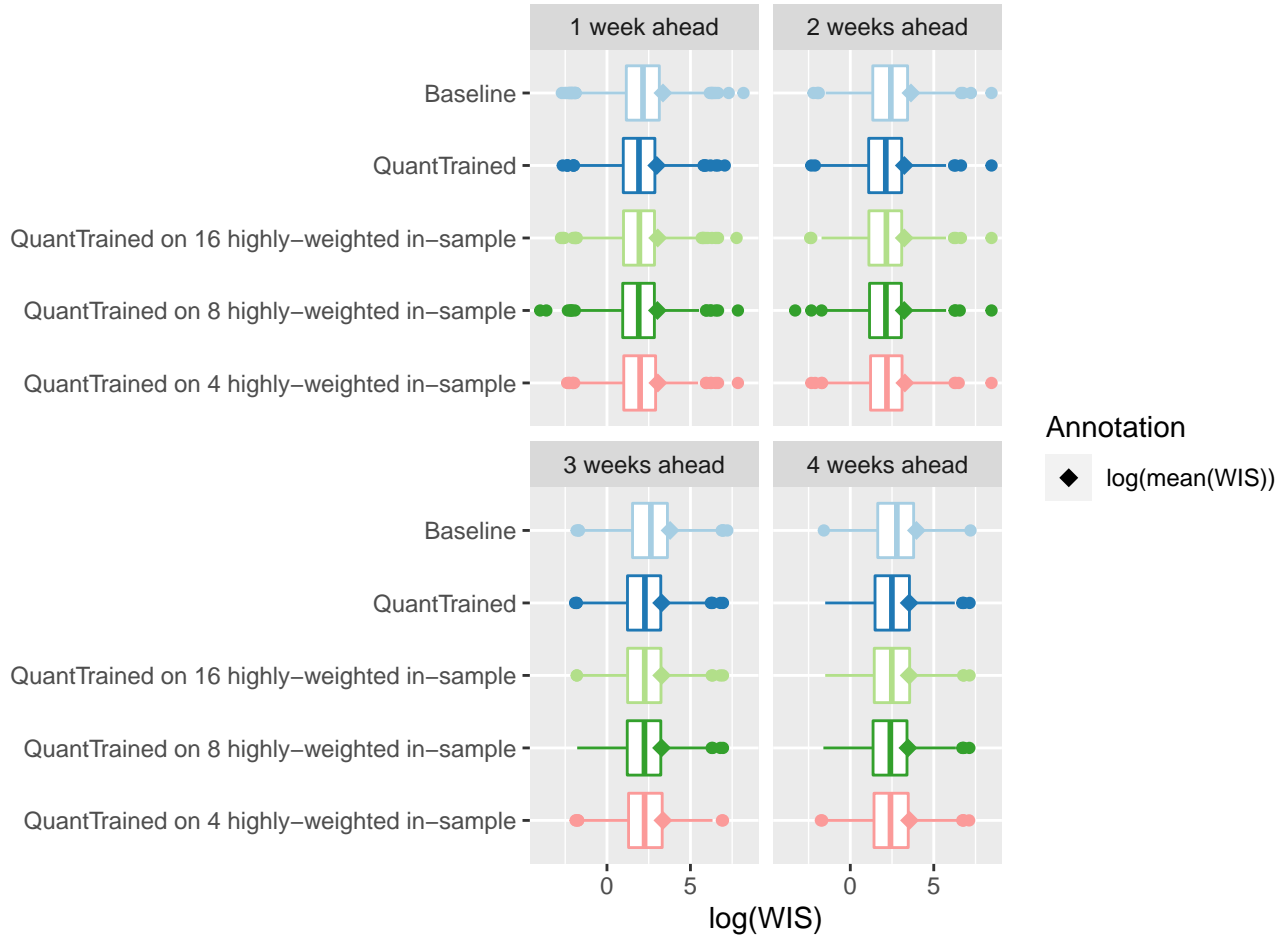 1 week ahead
2 weeks ahead
Baseline
QuantTrained
QuantTrained on 16 highly−weighted in−sample
QuantTrained on 8 highly−weighted in−sample
QuantTrained on 4 highly−weighted in−sample
3 weeks ahead
4 weeks ahead
Baseline
QuantTrained
QuantTrained on 16 highly−weighted in−sample
QuantTrained on 8 highly−weighted in−sample
QuantTrained on 4 highly−weighted in−sample
0 5 0 5
log(WIS)
Annotation
log(mean(WIS))